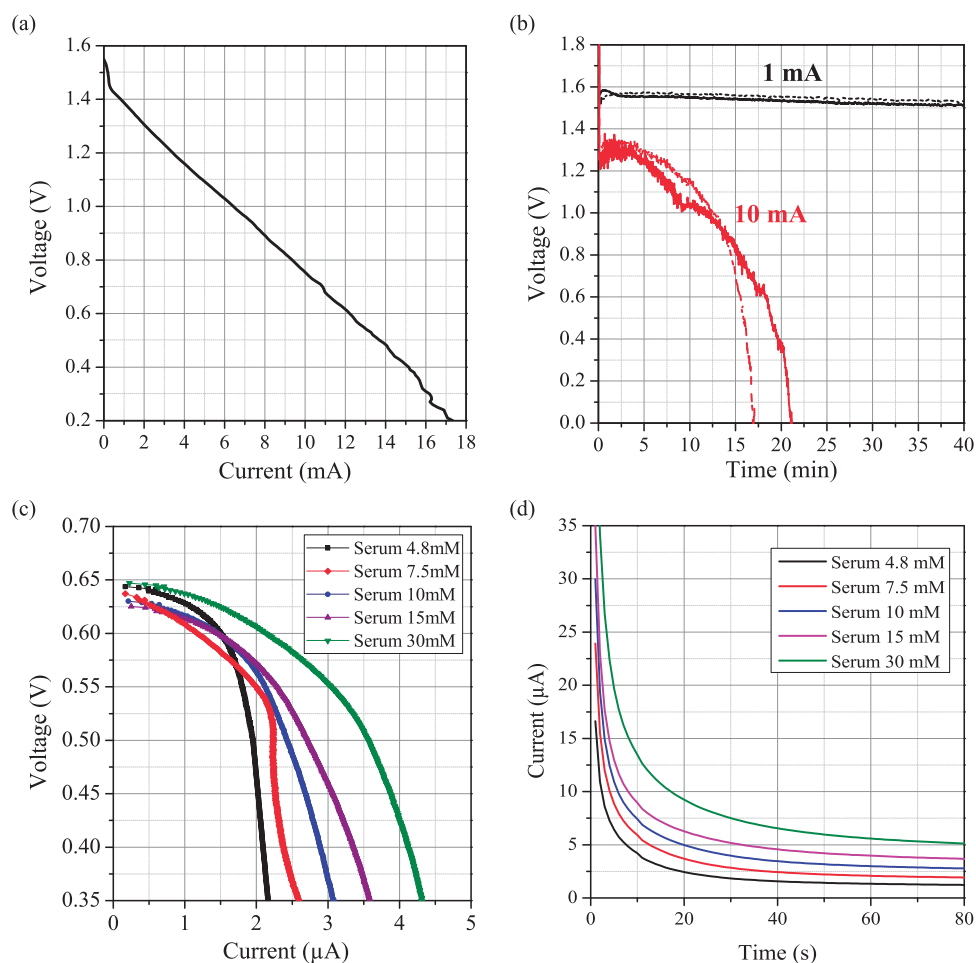 (a)
1.6
1.4
1.2
1.0
0.8
0.6
0.4
0.2
Voltage (V)
0 2 4 6 8 10 12 14 16 18
Current (mA)
(b)
1.8
1.6
1.4
1.2
1.0
0.8
0.6
0.4
0.2
0.0
Voltage (V)
1 mA
10 mA
0 5 10 15 20 25 30 35 40
Time (min)
(c)
0.70
0.65
0.60
0.55
0.50
0.45
0.40
0.35
Voltage (V)
Serum 4.8mM
Serum 7.5mM
Serum 10mM
Serum 15mM
Serum 30mM
0 1 2 3 4 5
Current (µA)
(d)
35
30
25
20
15
10
5
0
Current (µA)
Serum 4.8 mM
Serum 7.5 mM
Serum 10 mM
Serum 15 mM
Serum 30 mM
0 20 40 60 80
Time (s)